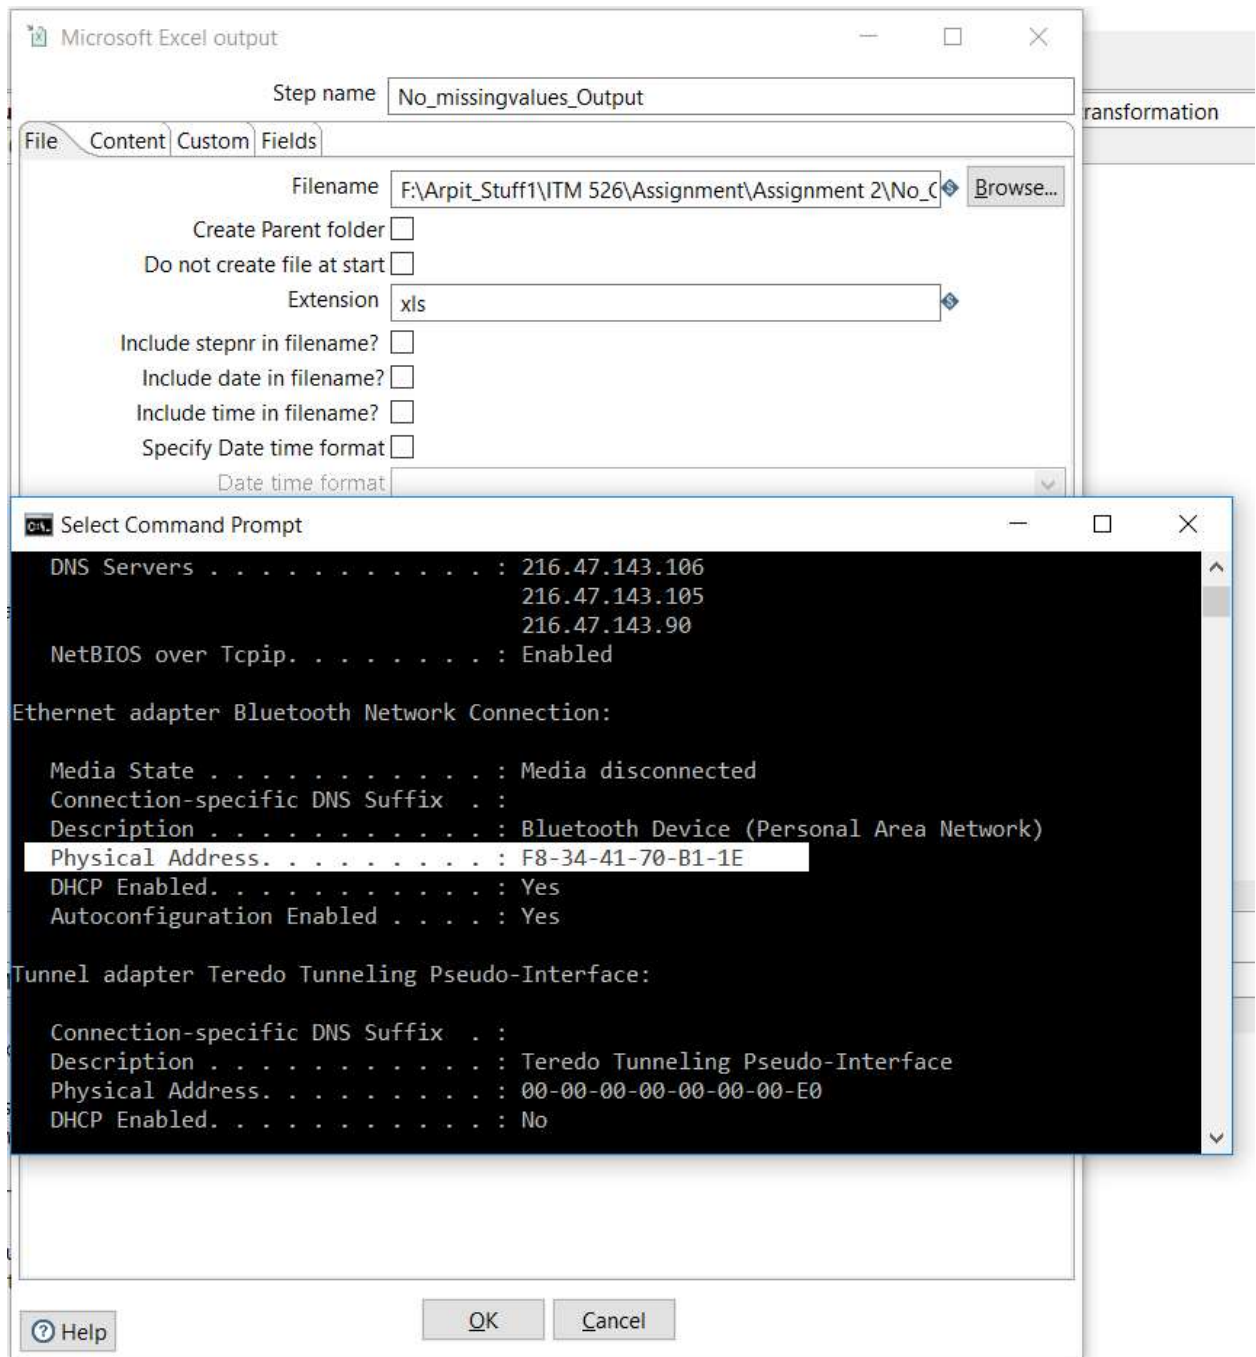 Microsoft Excel output
Step name No_missingvalues_Output
ransformation
File Content Custom Fields
Filename F:\Arpit_Stuff1\ITM 526\Assignment\Assignment 2\No_ Browse...
Create Parent folder
Do not create file at start
Extension xls
Include stepnr in filename?
Include date in filename?
Include time in filename?
Specify Date time format
Date time format
Select Command Prompt
DNS Servers . . . . . . . . . . . : 216.47.143.106
216.47.143.105
216.47.143.90
NetBIOS over Tcpip. . . . . . . . : Enabled
Ethernet adapter Bluetooth Network Connection:
Media State . . . . . . . . . . . : Media disconnected
Connection-specific DNS Suffix . :
Description . . . . . . . . . . . : Bluetooth Device (Personal Area Network)
Physical Address. . . . . . . . . : F8-34-41-70-B1-1E
DHCP Enabled. . . . . . . . . . . : Yes
Autoconfiguration Enabled . . . . : Yes
Tunnel adapter Teredo Tunneling Pseudo-Interface:
Connection-specific DNS Suffix . :
Description . . . . . . . . . . . : Teredo Tunneling Pseudo-Interface
Physical Address. . . . . . . . . : 00-00-00-00-00-00-00-E0
DHCP Enabled. . . . . . . . . . . : No
Help
OK
Cancel